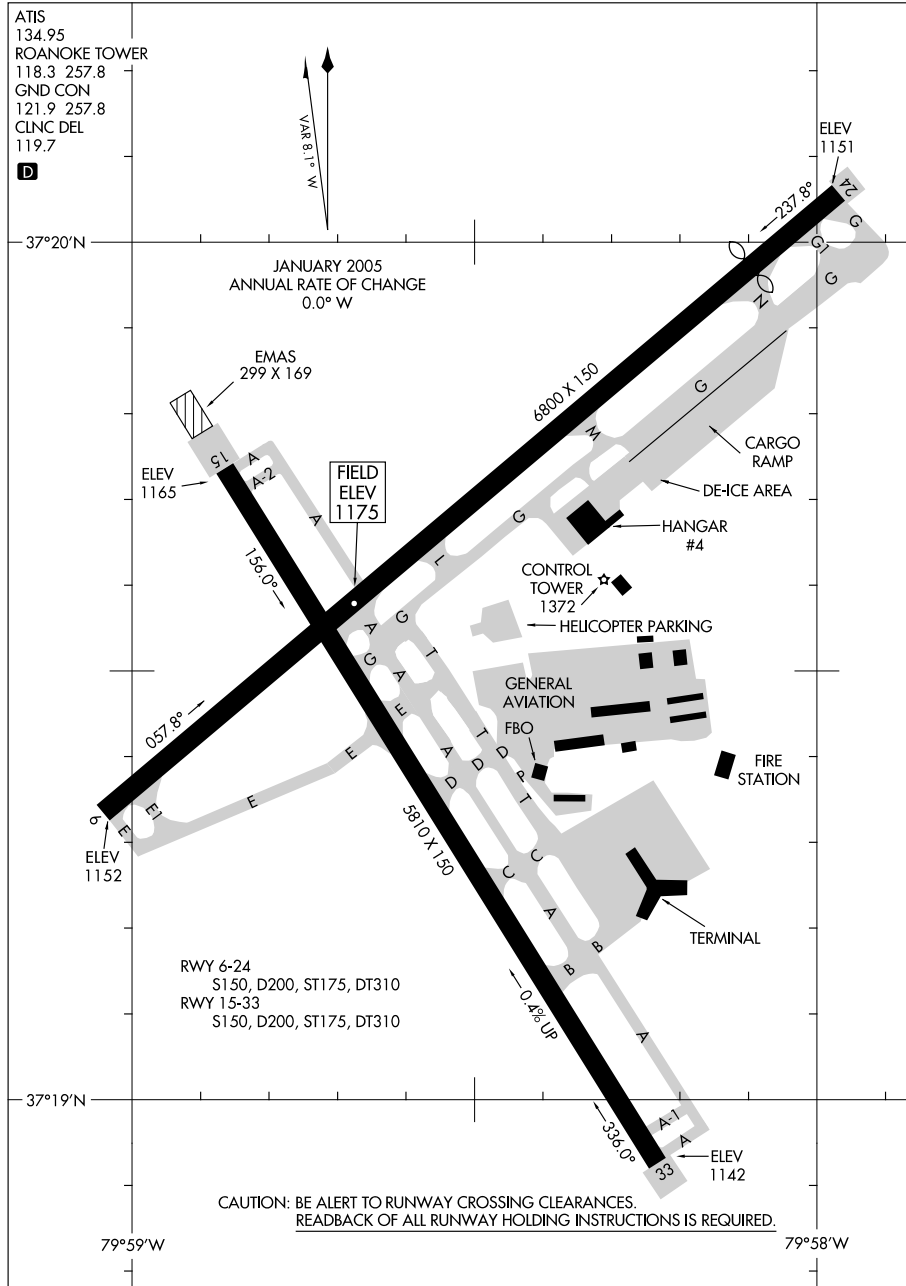 ATIS
134.95
ROANOKE TOWER
118.3 257.8
GND CON
121.9 257.8
CLNC DEL
119.7
D
VAR 8.1° W
JANUARY 2005
ANNUAL RATE OF CHANGE
0.0° W
ELEV
1151
24
237.8°
G
G1
G
37°20'N
N
EMAS
299 X 169
6800 X 150
G
W
CARGO
RAMP
15
A
A-2
ELEV
1165
FIELD
ELEV
1175
DE-ICE AREA
HANGAR
#4
A
G
L
156.0°
CONTROL
TOWER
1372
HELICOPTER PARKING
A
G
T
G
A
E
E
GENERAL
AVIATION
FBO
FIRE
STATION
057.8°
E
A
T
D
D
D
P
T
6
E
E1
E
ELEV
1152
5810 X 150
C
C
A
B
B
TERMINAL
RWY 6-24
S150, D200, ST175, DT310
RWY 15-33
S150, D200, ST175, DT310
0.4% UP
A
37°19'N
A-1
A
336.0°
33
ELEV
1142
CAUTION: BE ALERT TO RUNWAY CROSSING CLEARANCES.
READBACK OF ALL RUNWAY HOLDING INSTRUCTIONS IS REQUIRED.
79°59'W
79°58'W